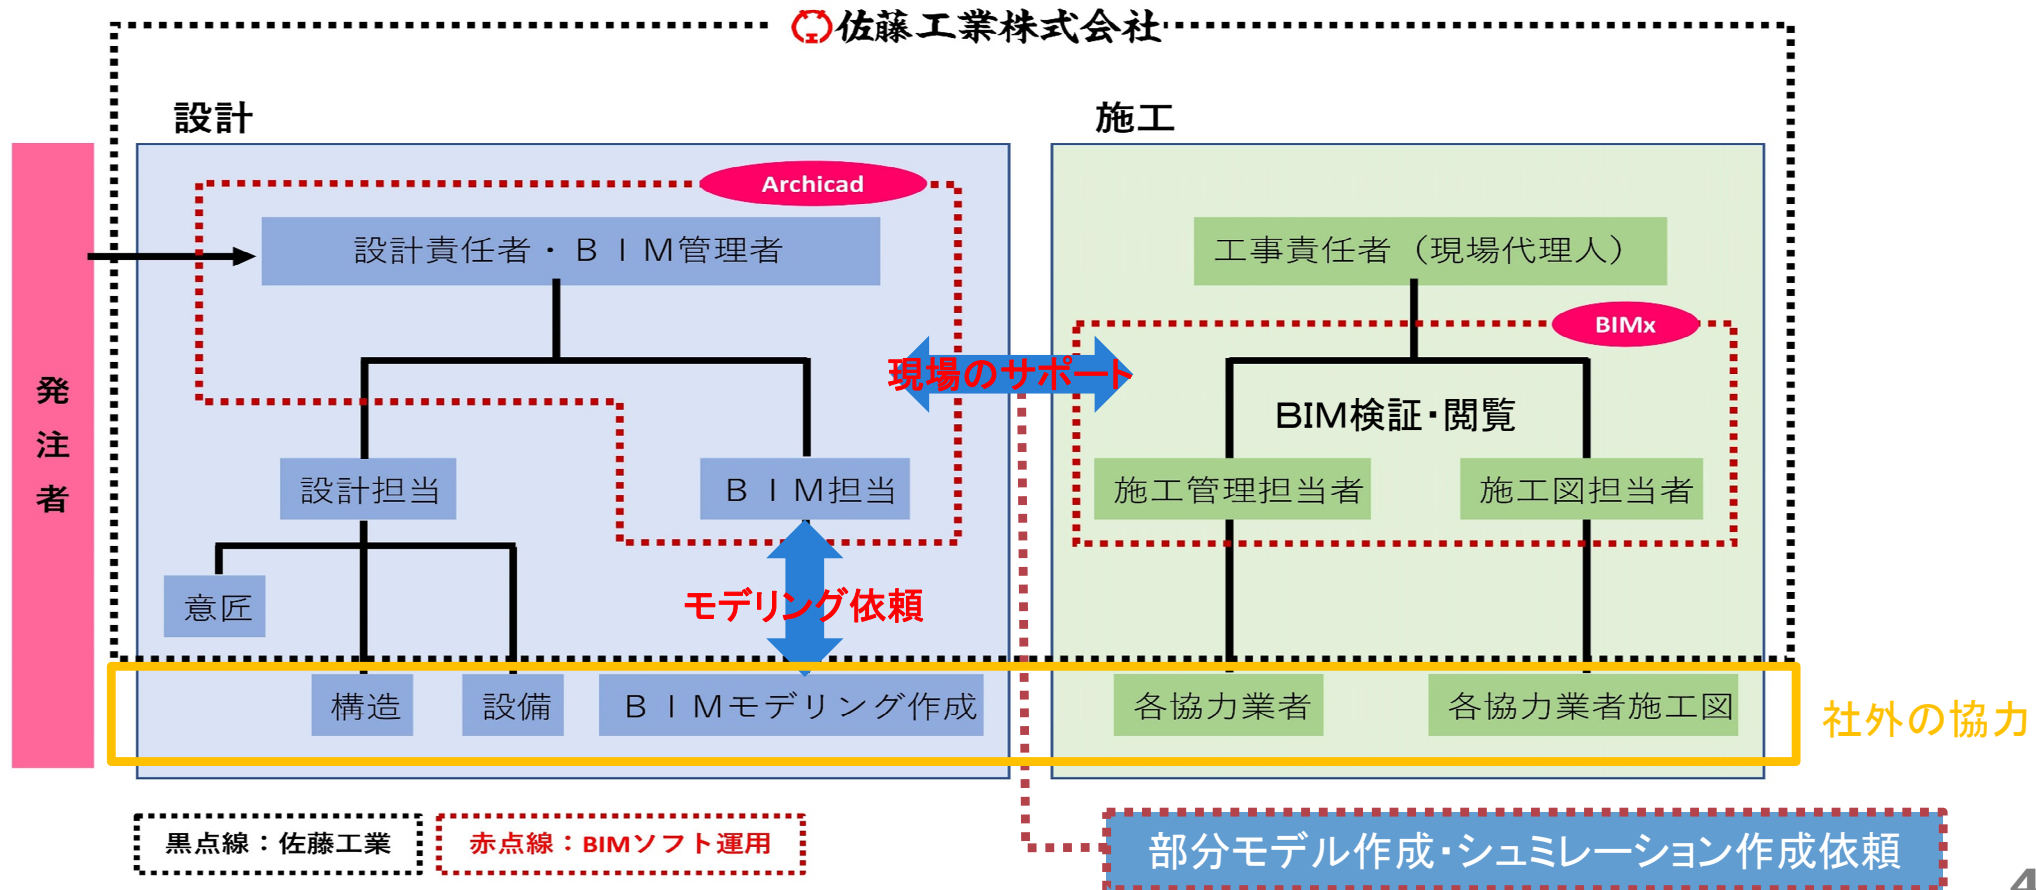 佐藤工業株式会社
設計
施工
発注者
Archicad
設計責任者・BIM管理者
工事責任者（現場代理人）
BIMx
現場のサポート
BIM検証・閲覧
設計担当
BIM担当
施工管理担当者
施工図担当者
意匠
モデリング依頼
構造
設備
BIMモデリング作成
各協力業者
各協力業者施工図
社外の協力
黒点線：佐藤工業
赤点線：BIMソフト運用
部分モデル作成・シュミレーション作成依頼
4